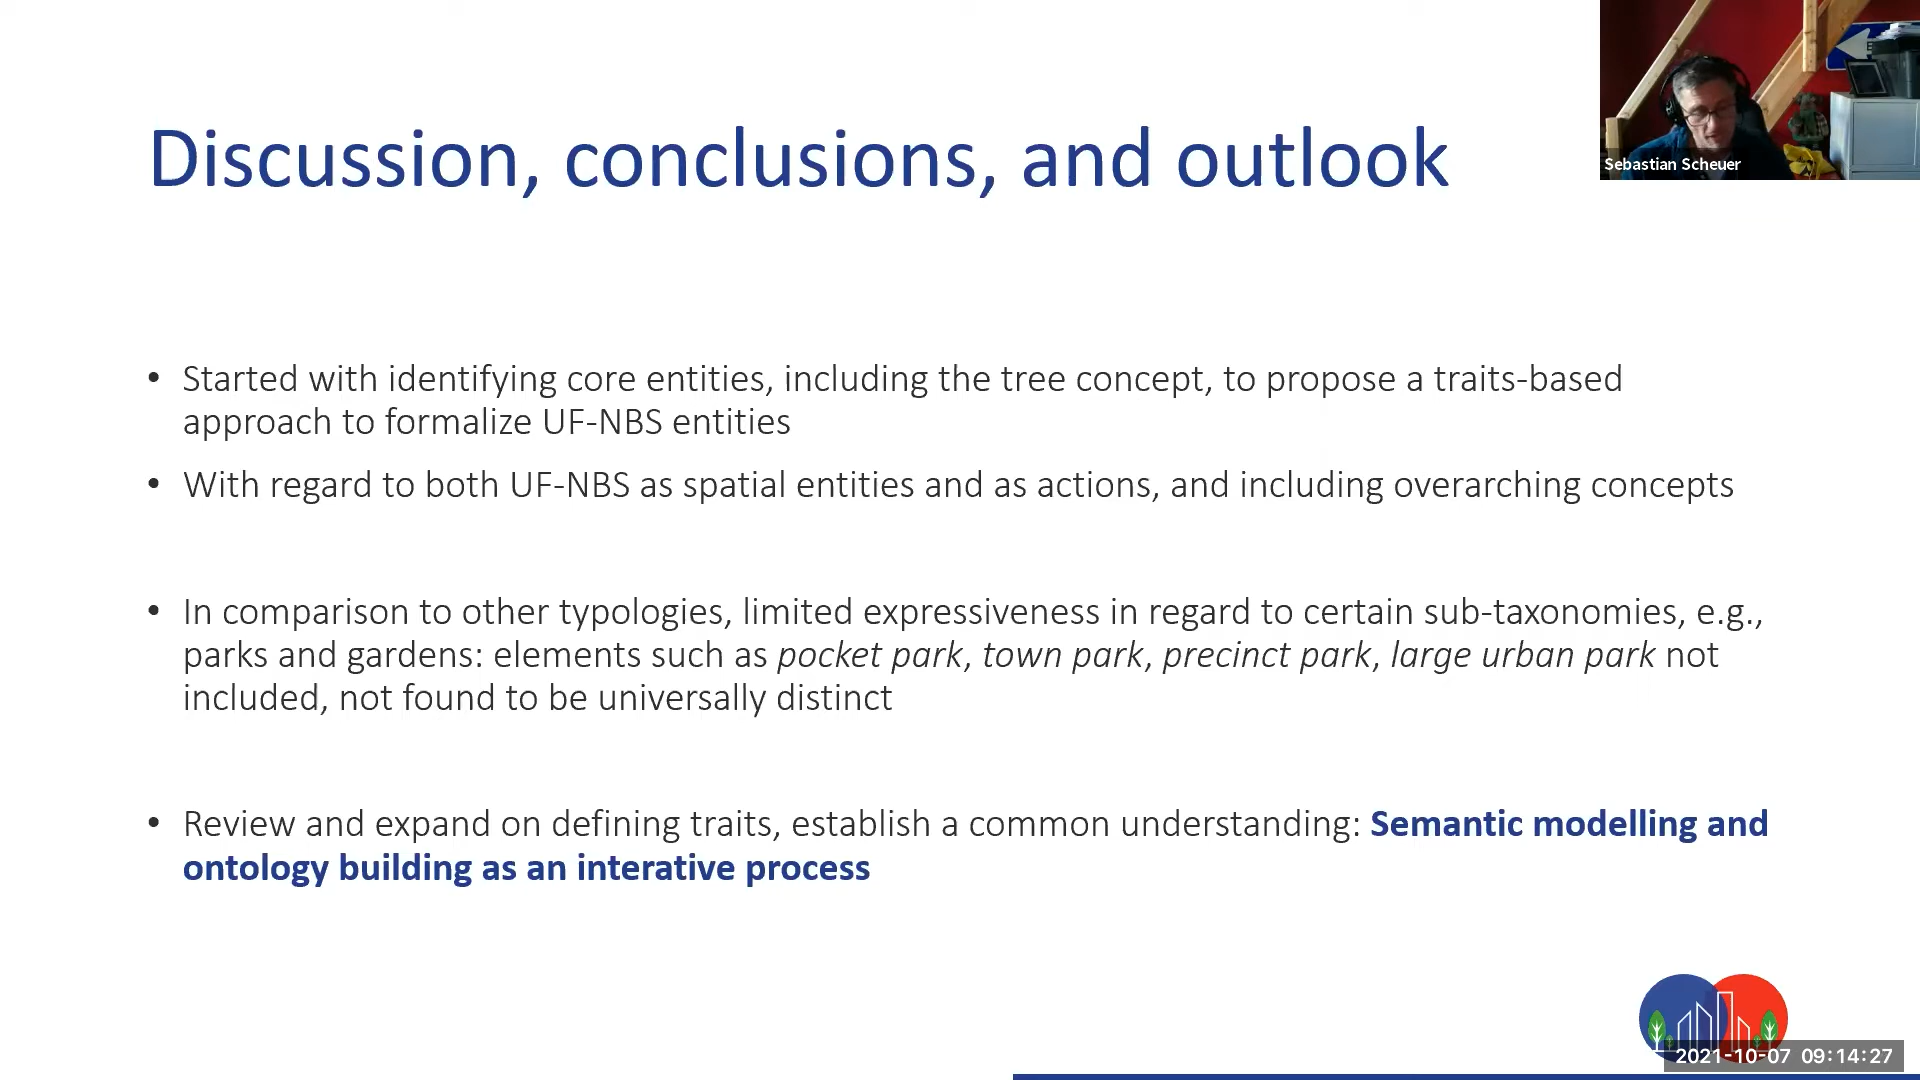 Discussion, conclusions, and outlook
Sebastian Scheuer
• Started with identifying core entities, including the tree concept, to propose a traits-based
approach to formalize UF-NBS entities
• With regard to both UF-NBS as spatial entities and as actions, and including overarching concepts
• In comparison to other typologies, limited expressiveness in regard to certain sub-taxonomies, e.g.,
parks and gardens: elements such as pocket park, town park, precinct park, large urban park not
included, not found to be universally distinct
• Review and expand on defining traits, establish a common understanding: Semantic modelling and
ontology building as an interative process
2021-10-07 09:14:27